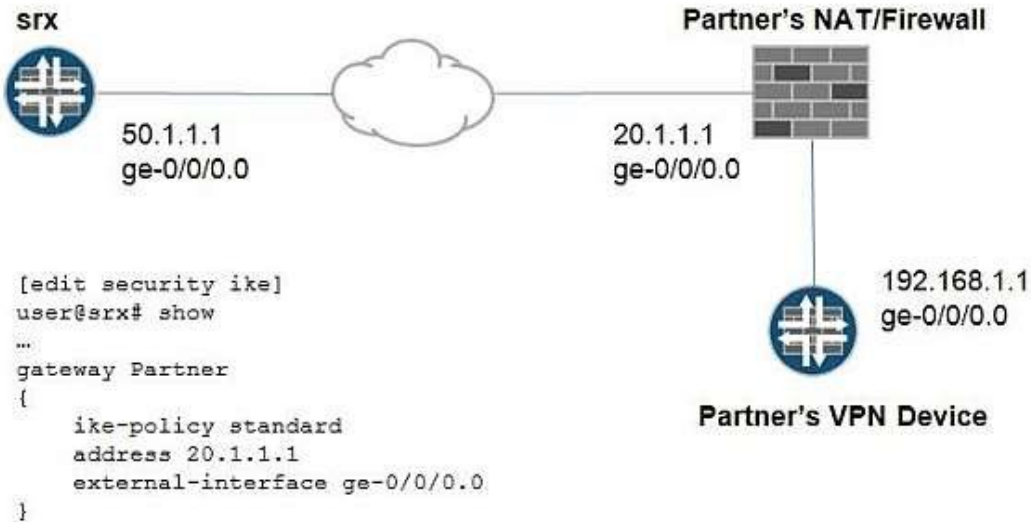 srx
Partner's NAT/Firewall
50.1.1.1
ge-0/0/0.0
20.1.1.1
ge-0/0/0.0
192.168.1.1
ge-0/0/0.0
Partner's VPN Device
[edit security ike]
user@srx# show
...
gateway Partner
{
ike-policy standard
address 20.1.1.1
external-interface ge-0/0/0.0
}